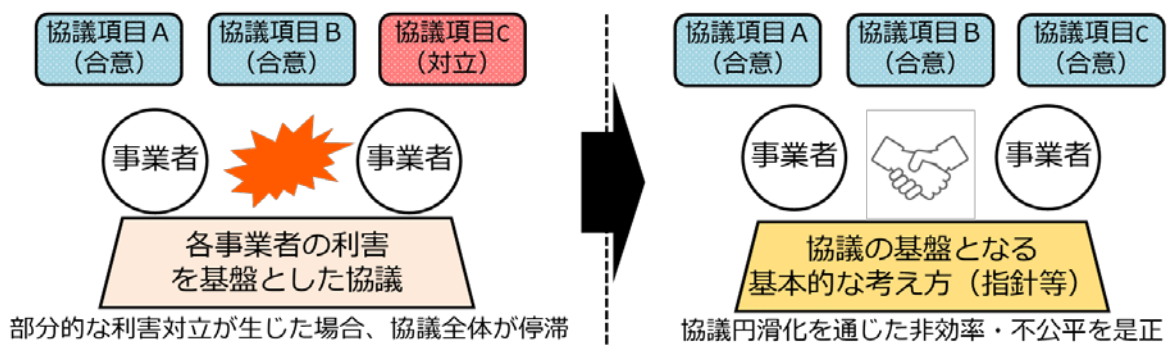 協議項目A
（合意）
協議項目B
（合意）
協議項目C
（対立）
事業者
事業者
各事業者の利害
を基盤とした協議
部分的な利害対立が生じた場合、協議全体が停滞
協議項目A
（合意）
協議項目B
（合意）
協議項目C
（合意）
事業者
事業者
協議の基盤となる
基本的な考え方（指針等）
協議円滑化を通じた非効率・不公平を是正